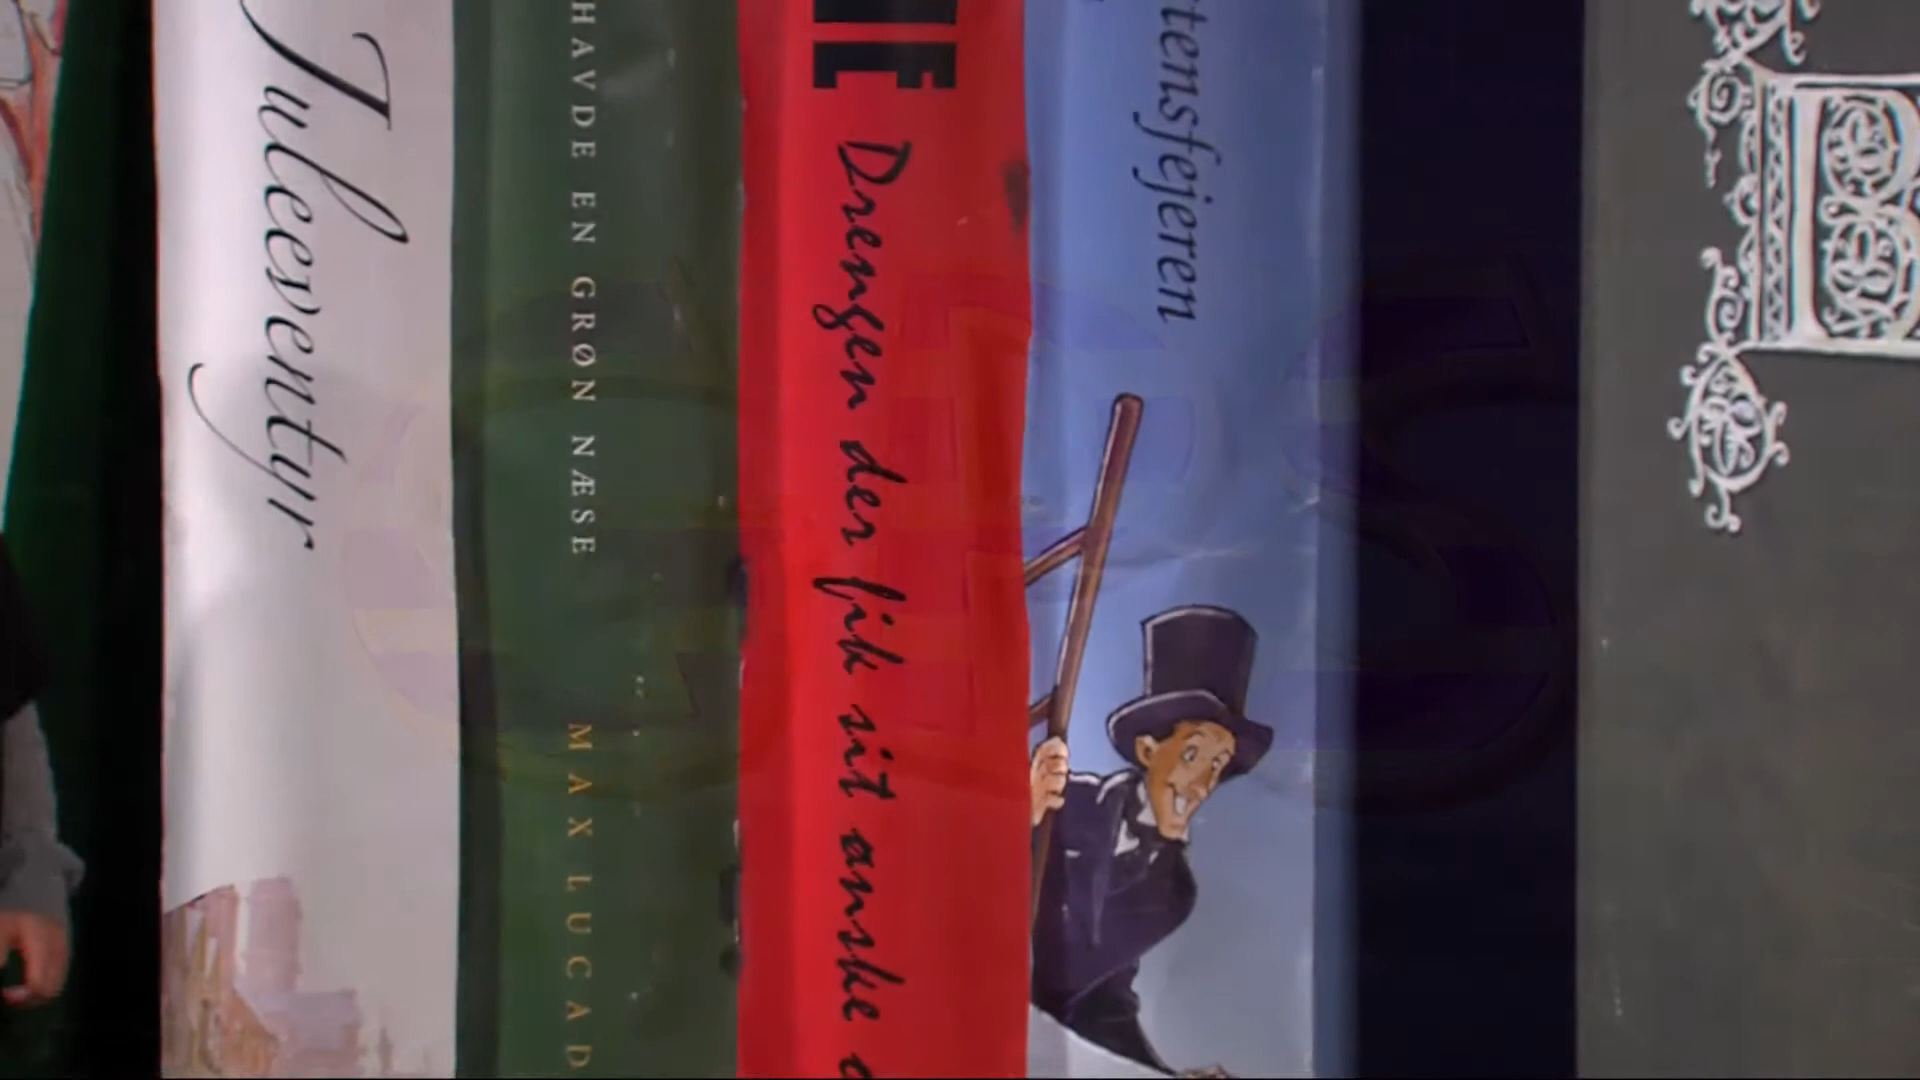 Juleeventyr
HAVDE EN GRØN NÆSE
MAX LUCAD
Drengen der fik sit ønske
tensfejeren
B